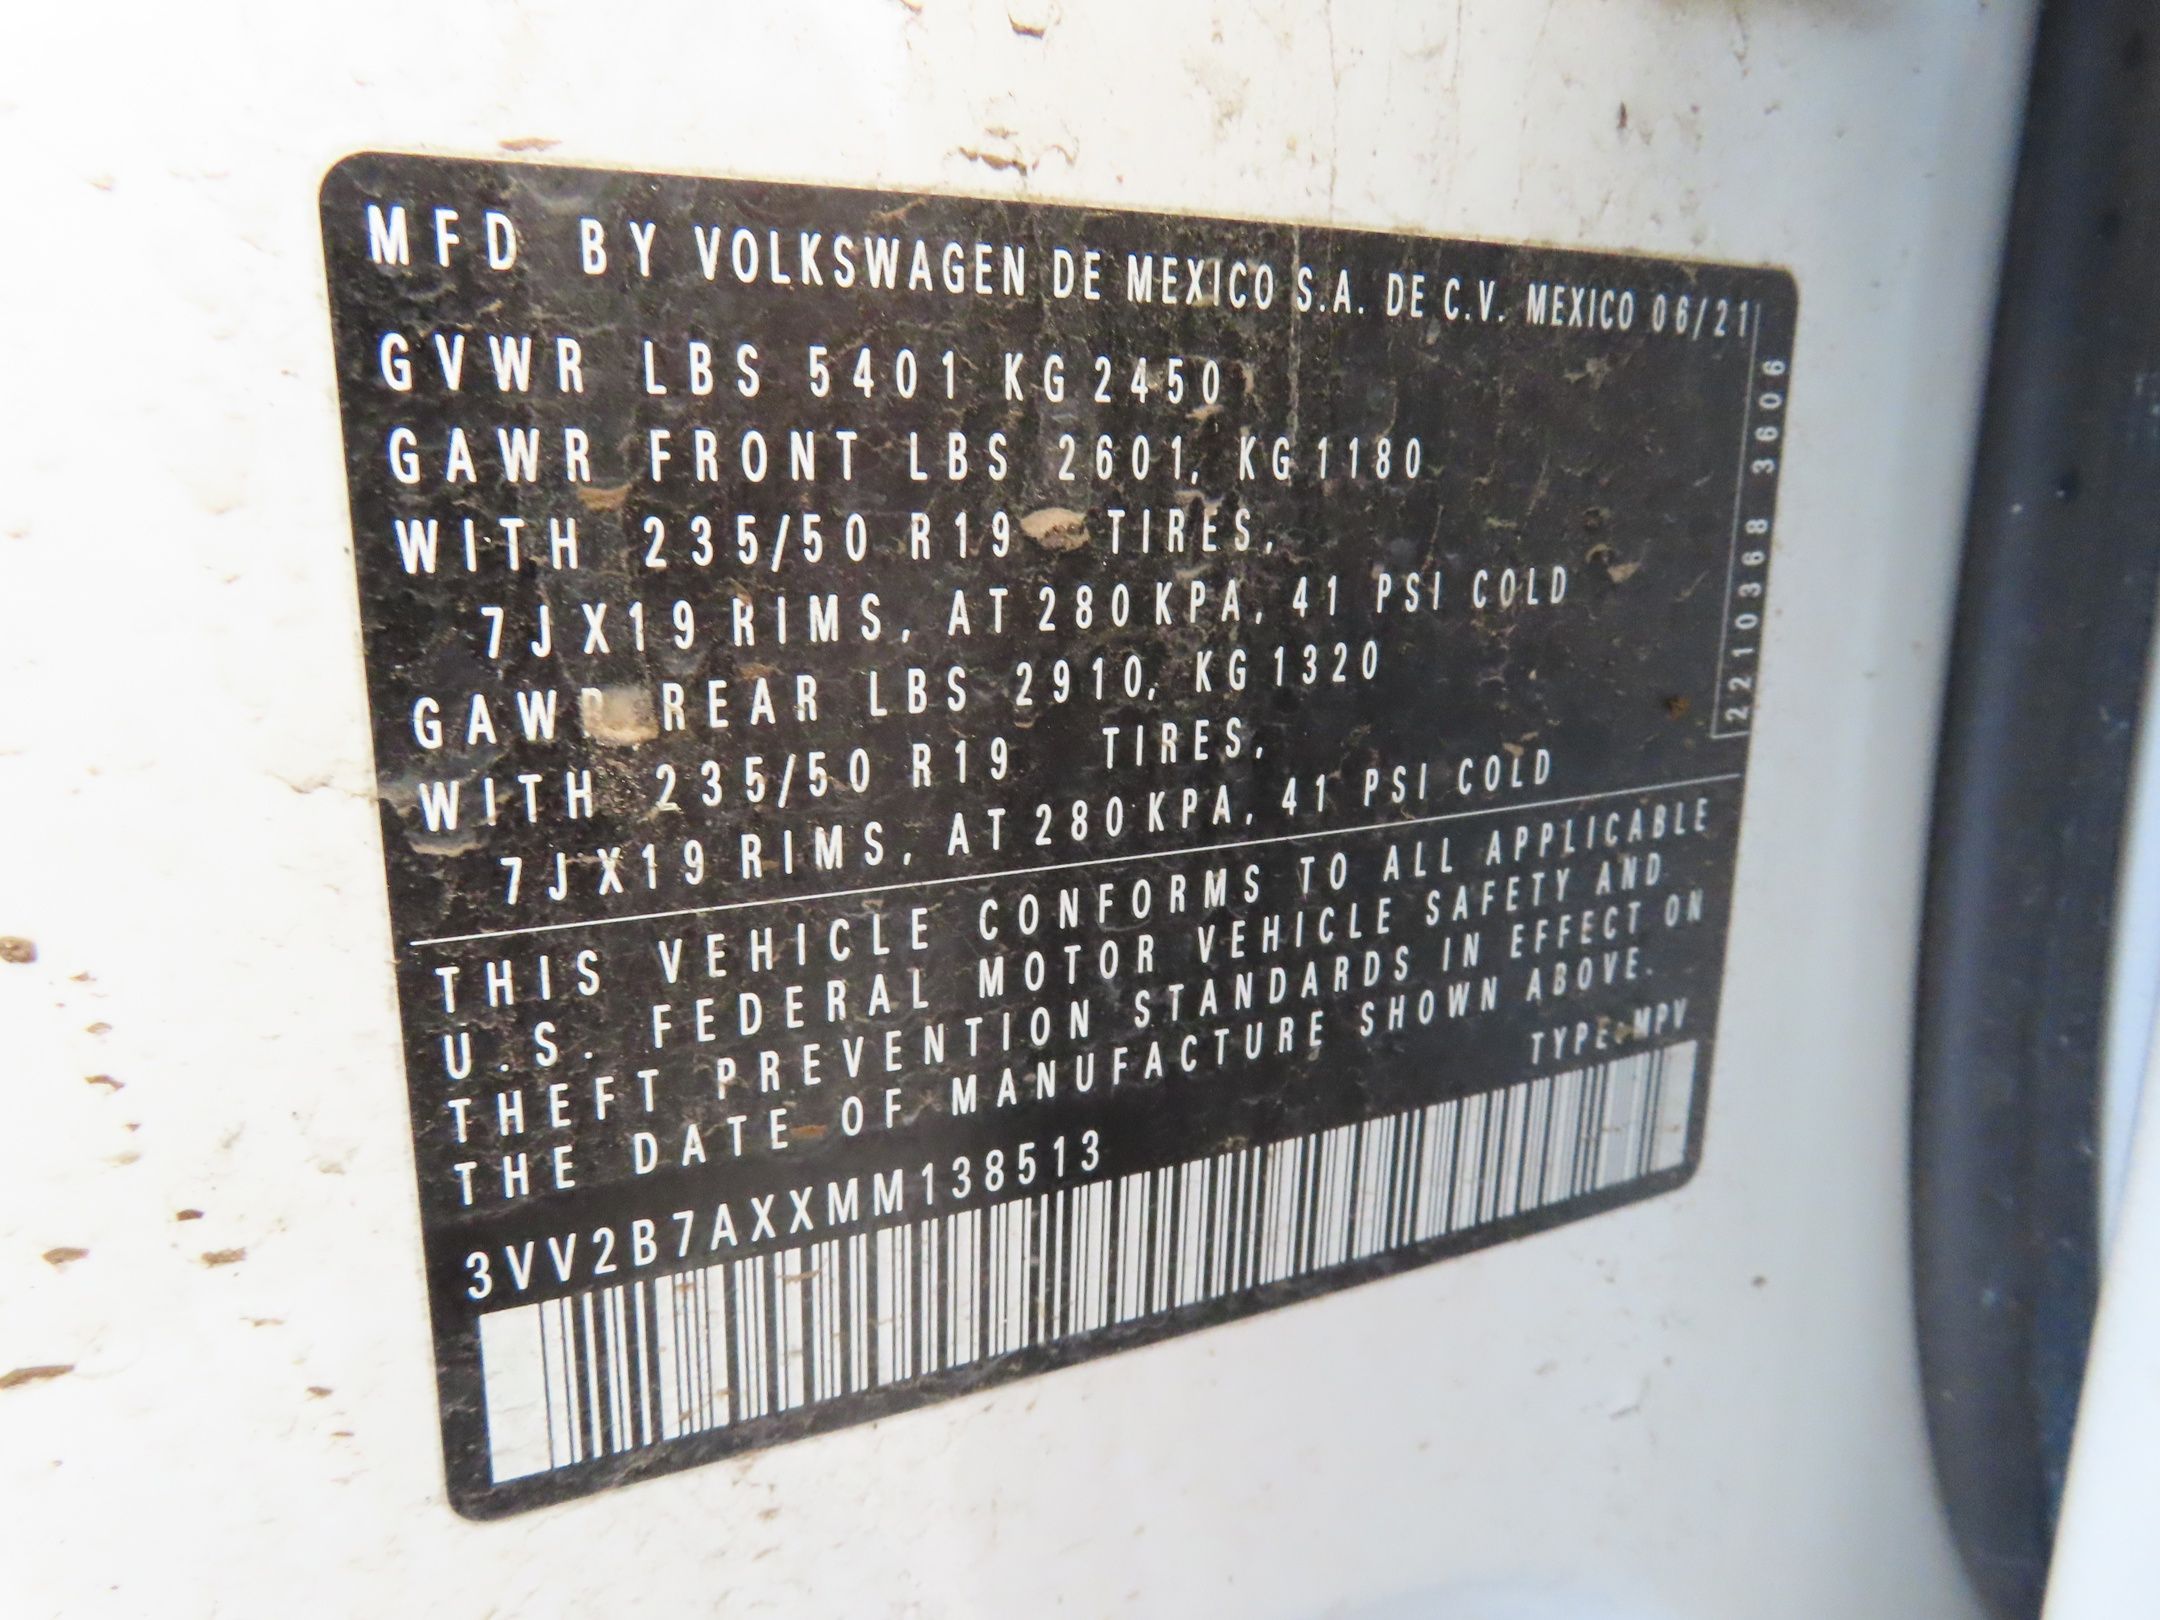 MFD BY VOLKSWAGEN DE MEXICO S.A. DE C.V. MEXICO 06/21
GVWR LBS 5401 KG 2450
GAWR FRONT LBS 2601, KG 1180
WITH 235/50 R19 TIRES,
7JX19 RIMS, AT 280 KPA, 41 PSI COLD
GAWR REAR LBS 2910, KG 1320
WITH 235/50 R19 TIRES,
7JX19 RIMS, AT 280 KPA, 41 PSI COLD
THIS VEHICLE CONFORMS TO ALL APPLICABLE
U.S. FEDERAL MOTOR VEHICLE SAFETY AND
THEFT PREVENTION STANDARDS IN EFFECT ON
THE DATE OF MANUFACTURE SHOWN ABOVE.
TYPE: MPV
3VV2B7AXXMM138513
2210368 3606